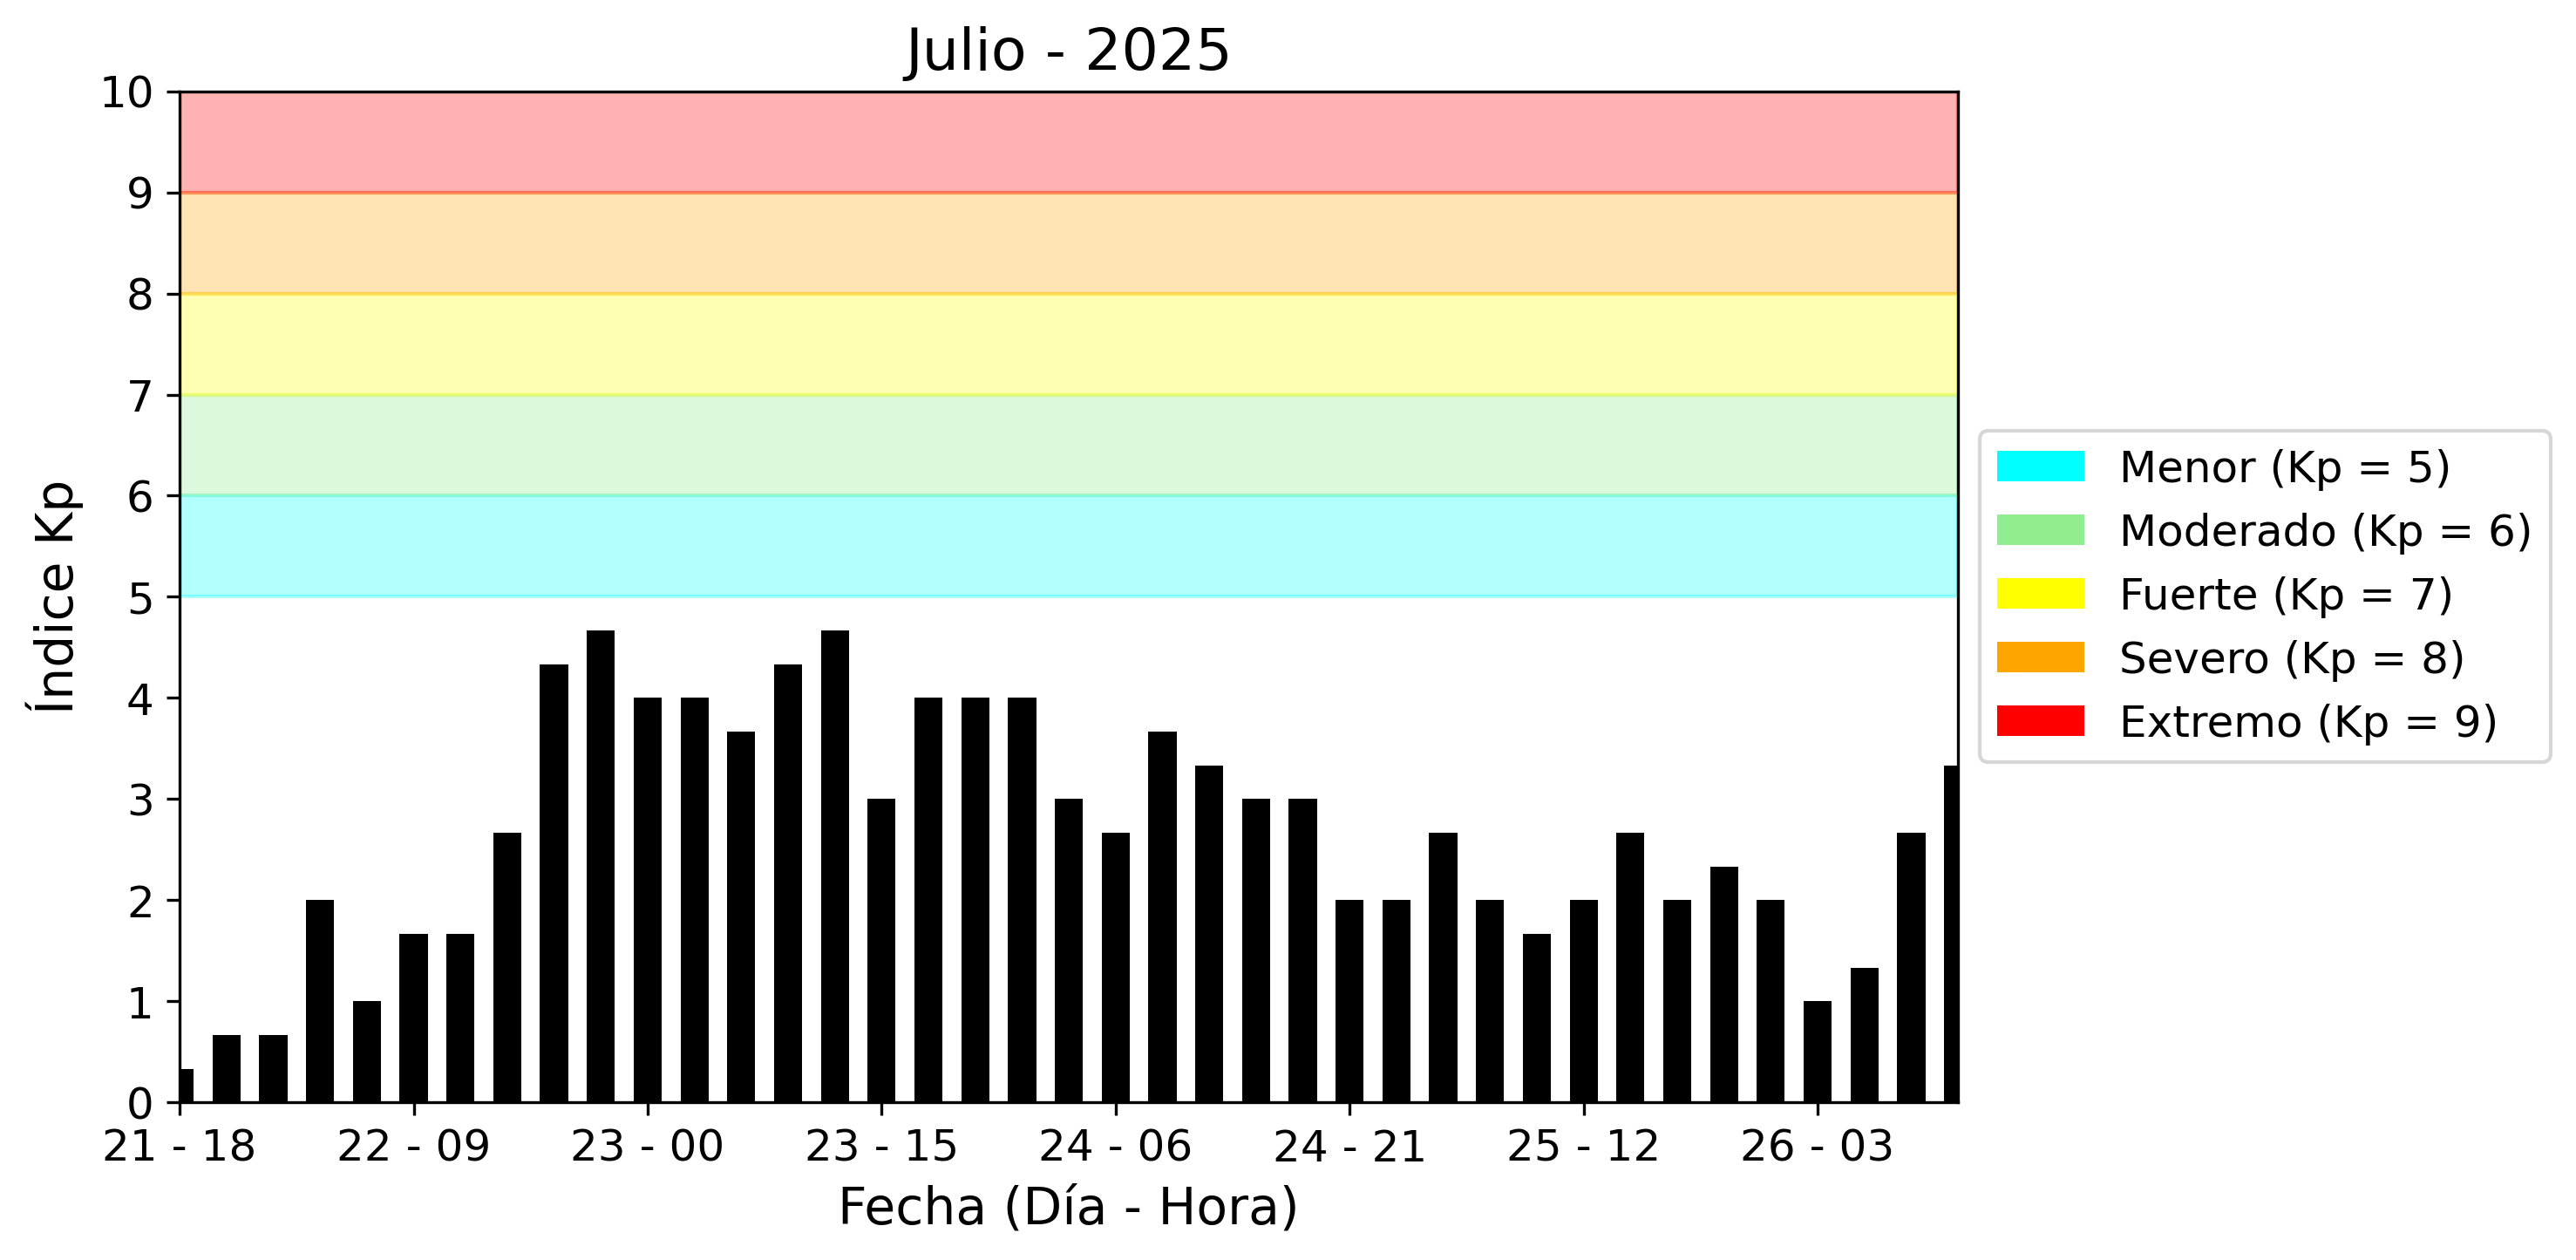 Julio - 2025
10
9
8
7
6
5
4
3
2
1
0
Índice Kp
21 - 18
22 - 09
23 - 00
23 - 15
24 - 06
24 - 21
25 - 12
26 - 03
Fecha (Día - Hora)
Menor (Kp = 5)
Moderado (Kp = 6)
Fuerte (Kp = 7)
Severo (Kp = 8)
Extremo (Kp = 9)